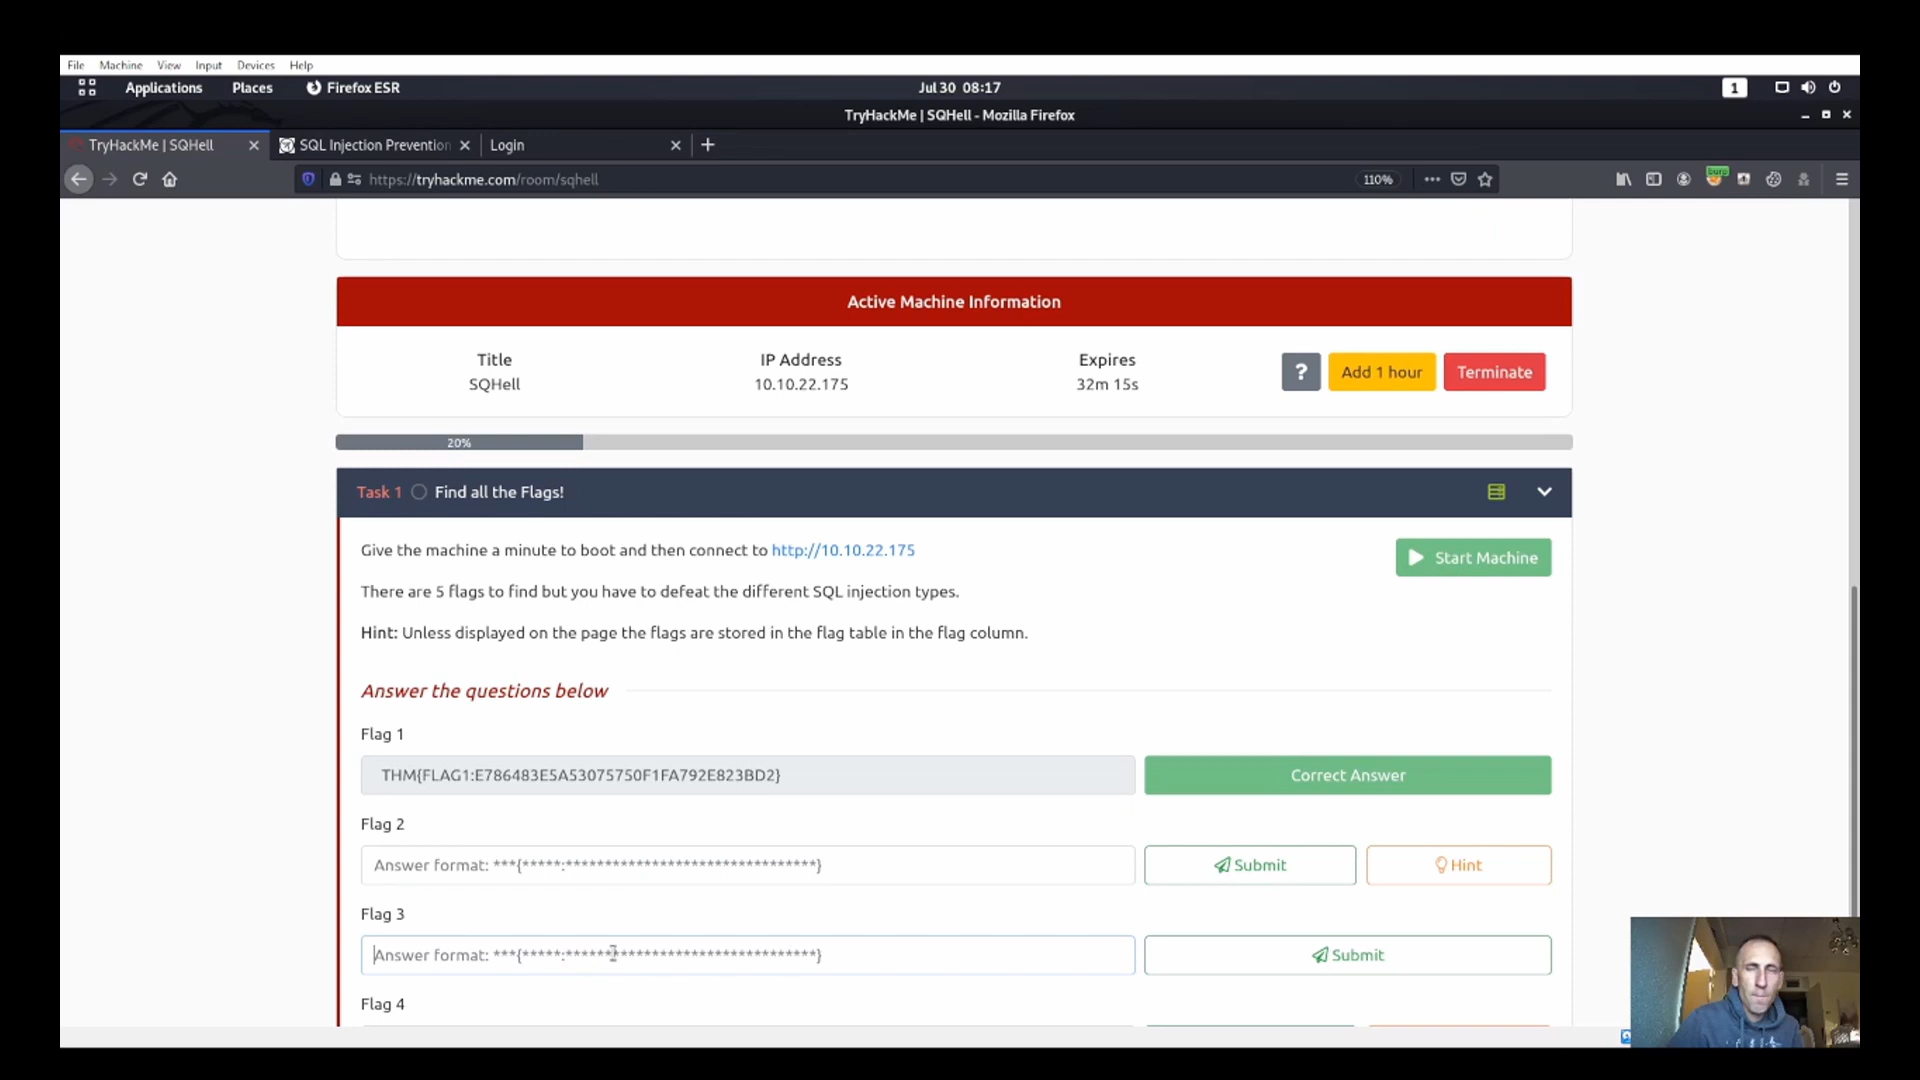 File Machine View Input Devices Help
Applications Places Firefox ESR Jul 30 08:17 1
TryHackMe | SQHell - Mozilla Firefox
TryHackMe | SQHell SQL Injection Prevention Login
https://tryhackme.com/room/sqhell 110%
burp
Active Machine Information
Title IP Address Expires
SQHell 10.10.22.175 32m 15s ? Add 1 hour Terminate
20%
Task 1 Find all the Flags!
Give the machine a minute to boot and then connect to http://10.10.22.175
Start Machine
There are 5 flags to find but you have to defeat the different SQL injection types.
Hint: Unless displayed on the page the flags are stored in the flag table in the flag column.
Answer the questions below
Flag 1
THM{FLAG1:E786483E5A53075750F1FA792E823BD2} Correct Answer
Flag 2
Answer format: ***{*****:********************************} Submit Hint
Flag 3
Answer format: ***{*****:********************************} Submit
Flag 4